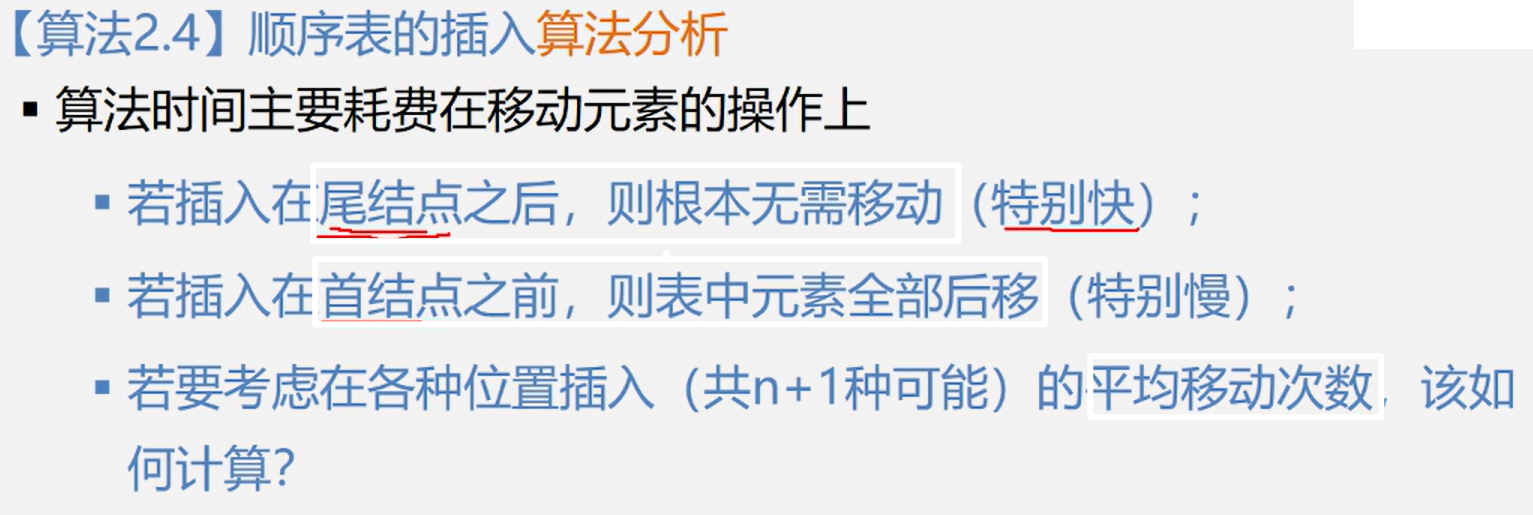 【算法2.4】顺序表的插入算法分析
▪ 算法时间主要耗费在移动元素的操作上
▪ 若插入在尾结点之后，则根本无需移动（特别快）；
▪ 若插入在首结点之前，则表中元素全部后移（特别慢）；
▪ 若要考虑在各种位置插入（共n+1种可能）的平均移动次数，该如
何计算？